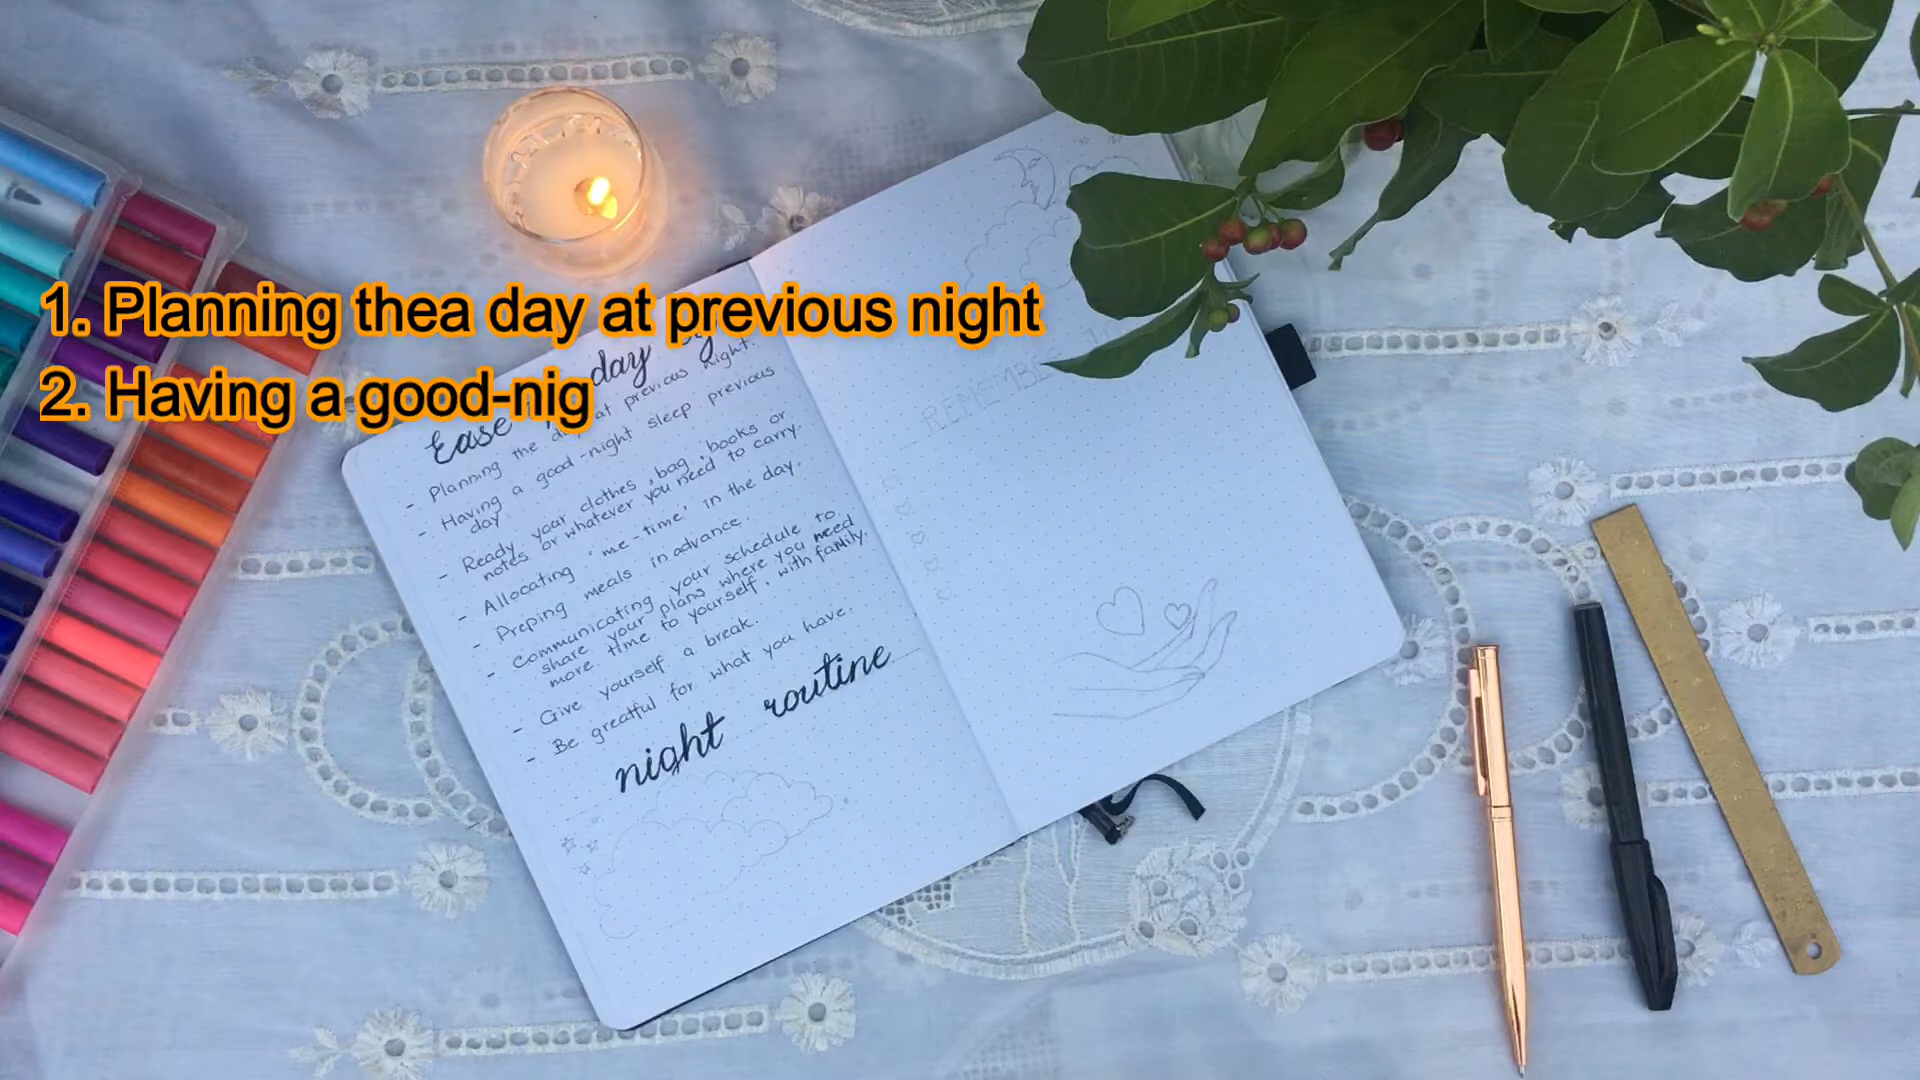 1. Planning thea day at previous night
2. Having a good-nig
Ease day
- Planning the day at previous night.
- Having a good-night sleep previous
day
- Ready your clothes, bag, books or
notes or whatever you need to carry.
- Allocating 'me-time' in the day.
- Preping meals in advance.
- Communicating your schedule to
share your plans where you need
more time to yourself, with family.
- Give yourself a break.
- Be greatful for what you have.
night routine
REMEMBE